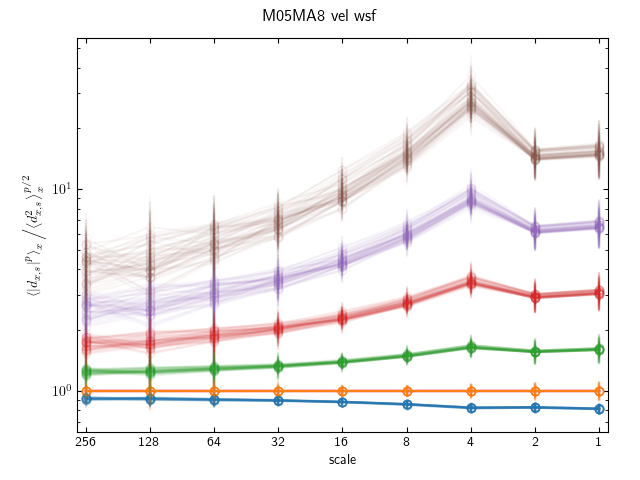 M05MA8 vel wsf
⟨|d_{x,s}|^p⟩_x / ⟨d^2_{x,s}⟩_x^{p/2}
10^1
10^0
256 128 64 32 16 8 4 2 1
scale